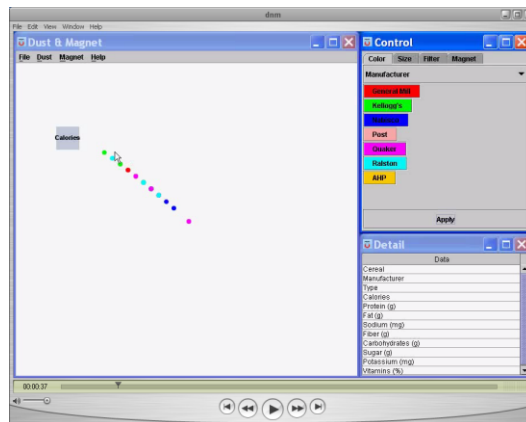 dnm
File Edit View Window Help
Dust & Magnet
File Dust Magnet Help
Calories
Control
Color Size Filter Magnet
Manufacturer
General Mill
Kellogg's
Post
Quaker
Ralston
AHP
Apply
Detail
Data
Cereal
Manufacturer
Type
Calories
Protein (g)
Fat (g)
Sodium (mg)
Fiber (g)
Carbohydrates (g)
Sugar (g)
Potassium (mg)
Vitamins (%)
00:00:37